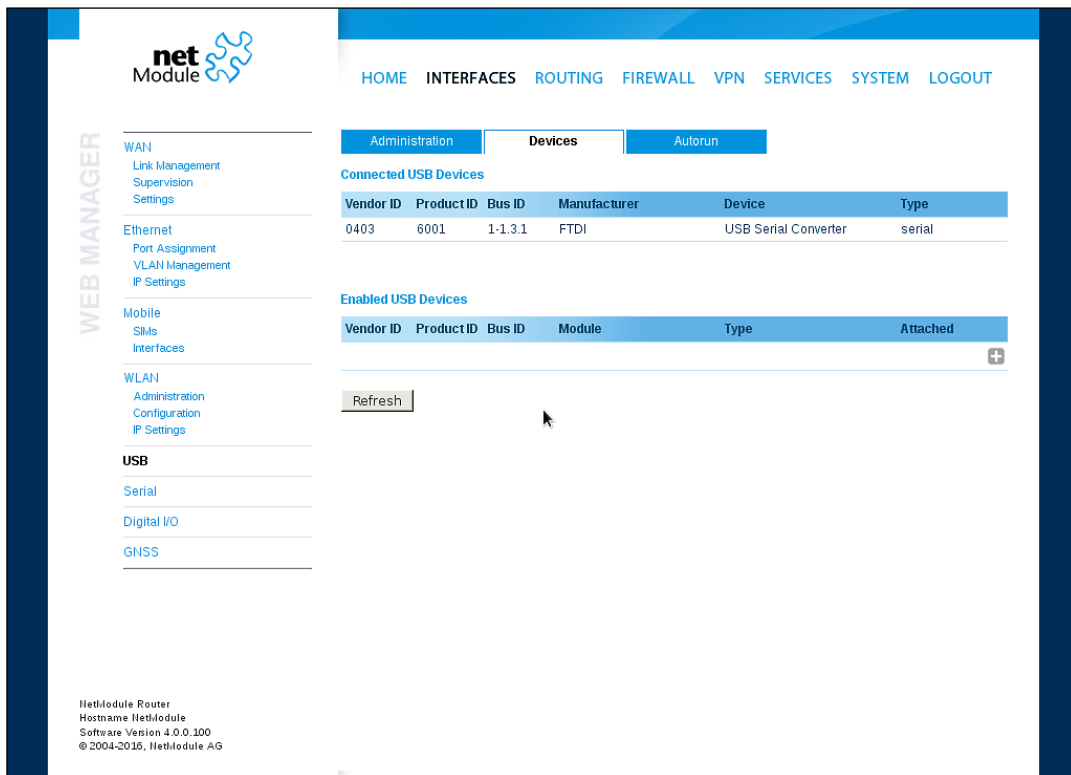 net
Module
HOME INTERFACES ROUTING FIREWALL VPN SERVICES SYSTEM LOGOUT
WEB MANAGER
WAN
Link Management
Supervision
Settings
Ethernet
Port Assignment
VLAN Management
IP Settings
Mobile
SIMs
Interfaces
WLAN
Administration
Configuration
IP Settings
USB
Serial
Digital I/O
GNSS
Administration Devices Autorun
Connected USB Devices
Vendor ID Product ID Bus ID Manufacturer Device Type
0403 6001 1-1.3.1 FTDI USB Serial Converter serial
Enabled USB Devices
Vendor ID Product ID Bus ID Module Type Attached
Refresh
NetModule Router
Hostname NetModule
Software Version 4.0.0.100
© 2004-2016, NetModule AG